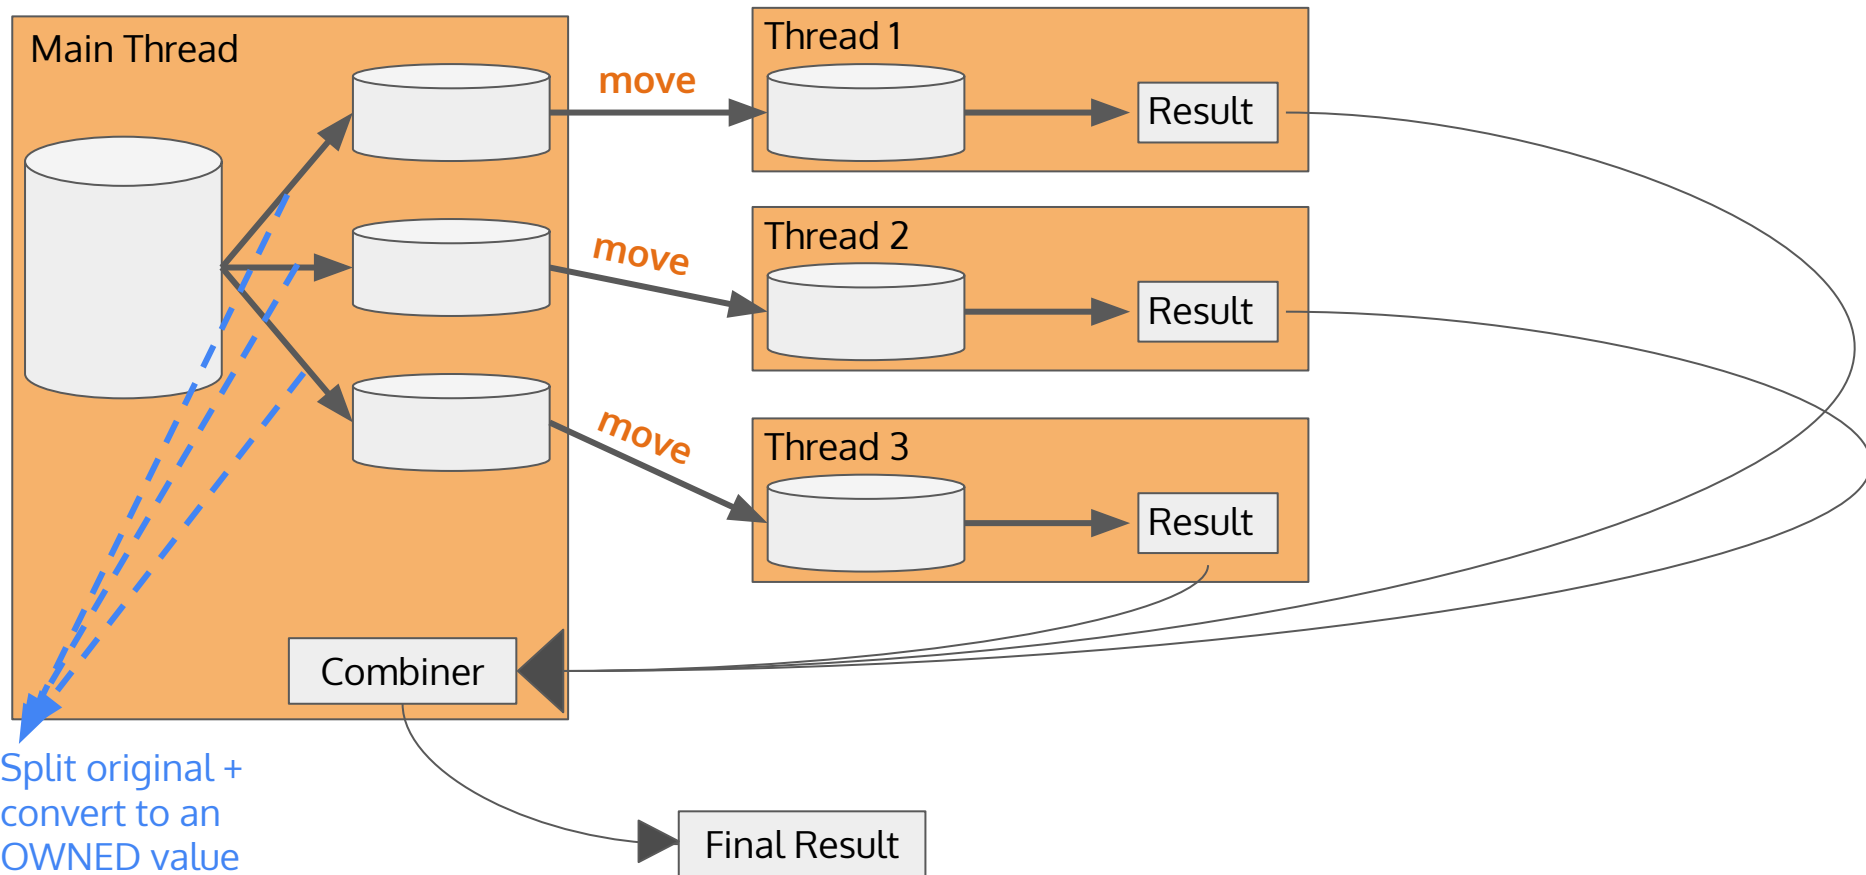 Main Thread
move
Thread 1
Result
move
Thread 2
Result
move
Thread 3
Result
Combiner
Split original +
convert to an
OWNED value
Final Result